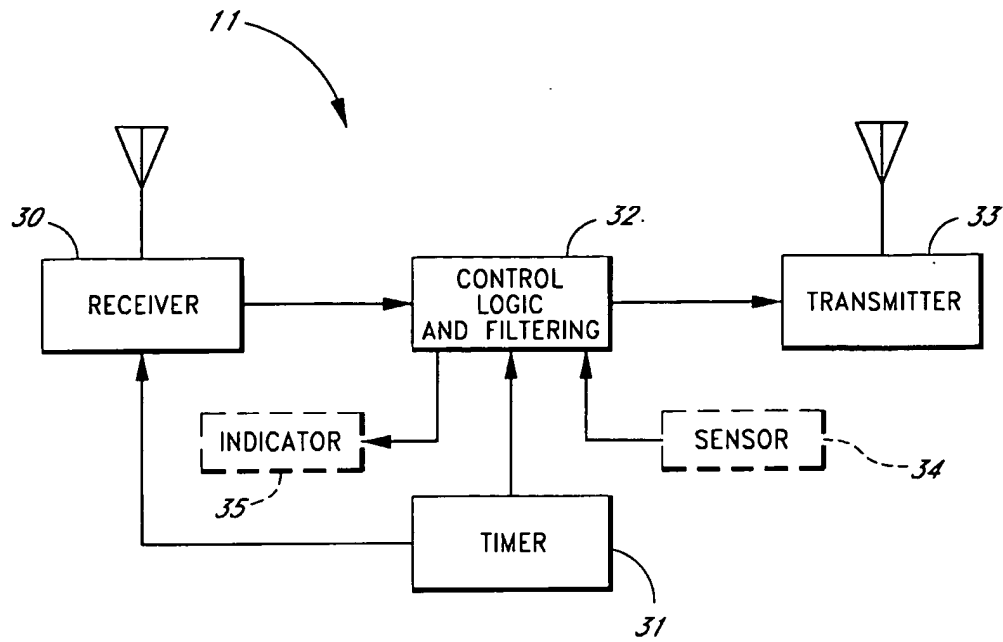 11
30
32.
33
RECEIVER
CONTROL
LOGIC
AND FILTERING
TRANSMITTER
INDICATOR
SENSOR
35
34
TIMER
31